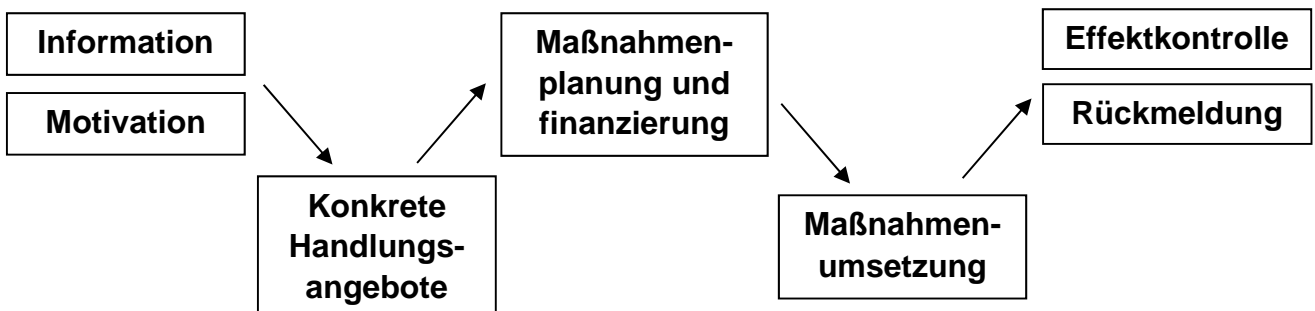 Information
Motivation
Konkrete
Handlungs-
angebote
Maßnahmen-
planung und
finanzierung
Maßnahmen-
umsetzung
Effektkontrolle
Rückmeldung